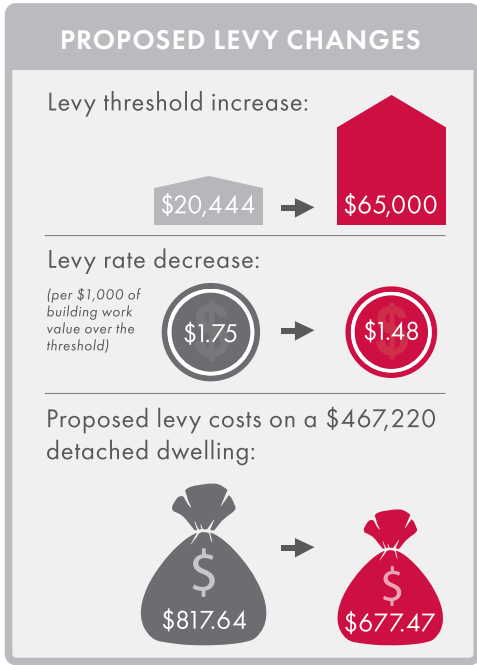 PROPOSED LEVY CHANGES
Levy threshold increase:
$20,444
$65,000
Levy rate decrease:
(per $1,000 of
building work
value over the
threshold)
$
$1.75
$
$1.48
Proposed levy costs on a $467,220
detached dwelling:
$
$817.64
$
$677.47